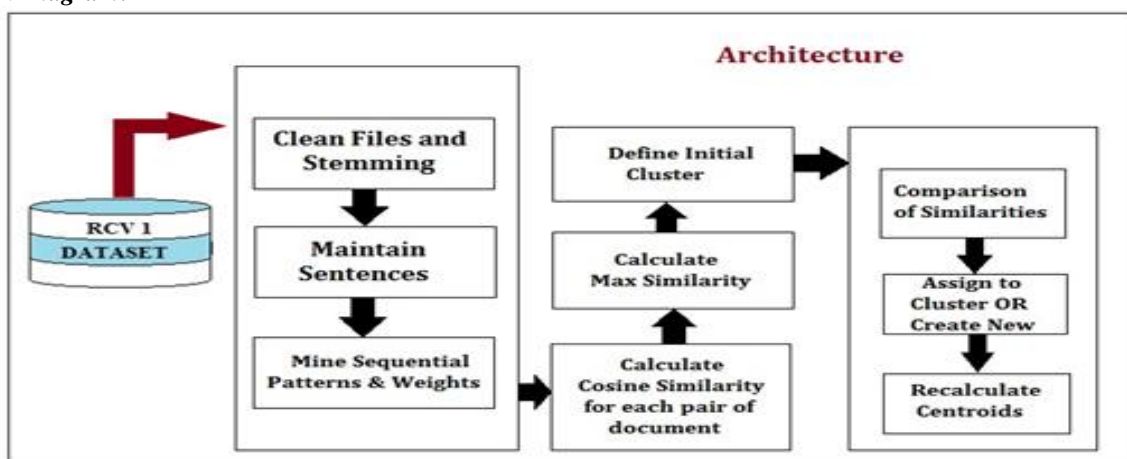 Architecture
RCV 1
DATASET
Clean Files and
Stemming
Maintain
Sentences
Mine Sequential
Patterns & Weights
Calculate
Cosine Similarity
for each pair of
document
Calculate
Max Similarity
Define Initial
Cluster
Comparison
of Similarities
Assign to
Cluster OR
Create New
Recalculate
Centroids